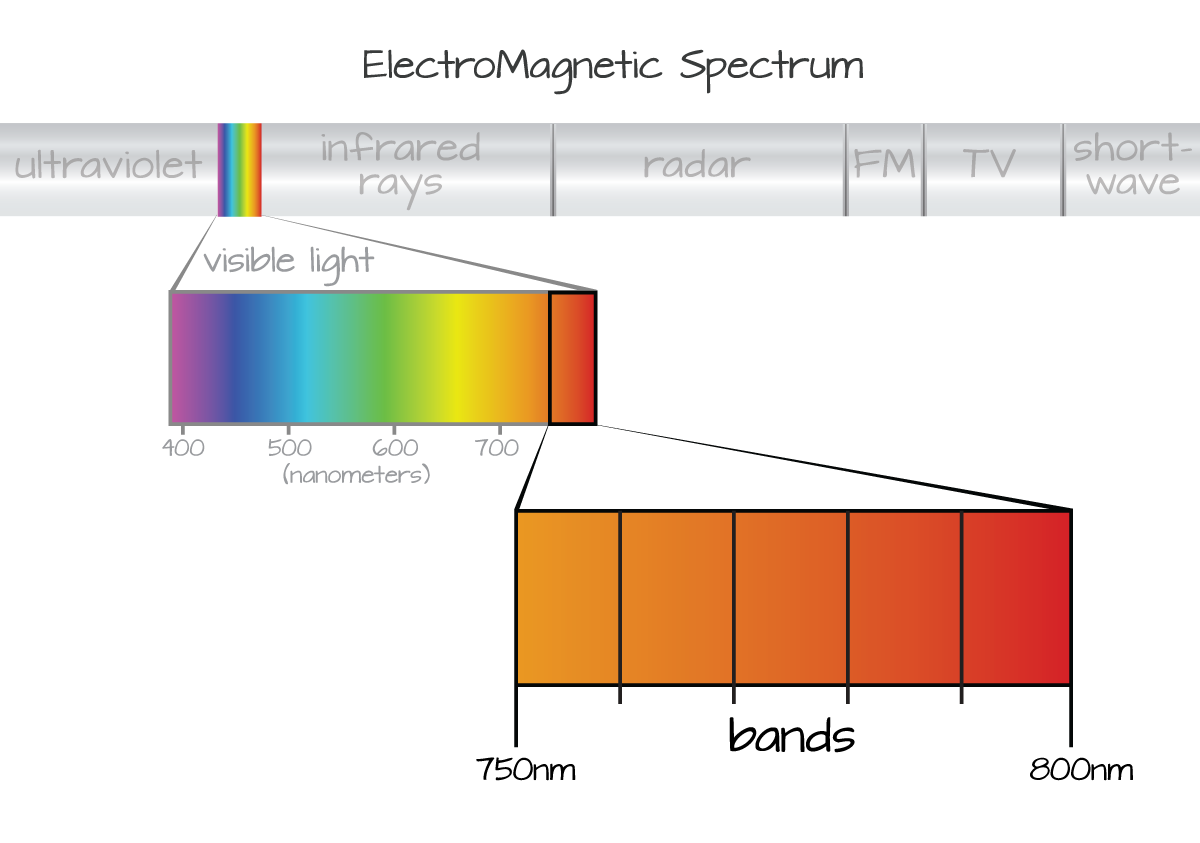 ElectroMagnetic Spectrum
ultraviolet
infrared
rays
radar
FM
TV
short-
wave
visible light
400 500 600 700
(nanometers)
bands
750nm 800nm